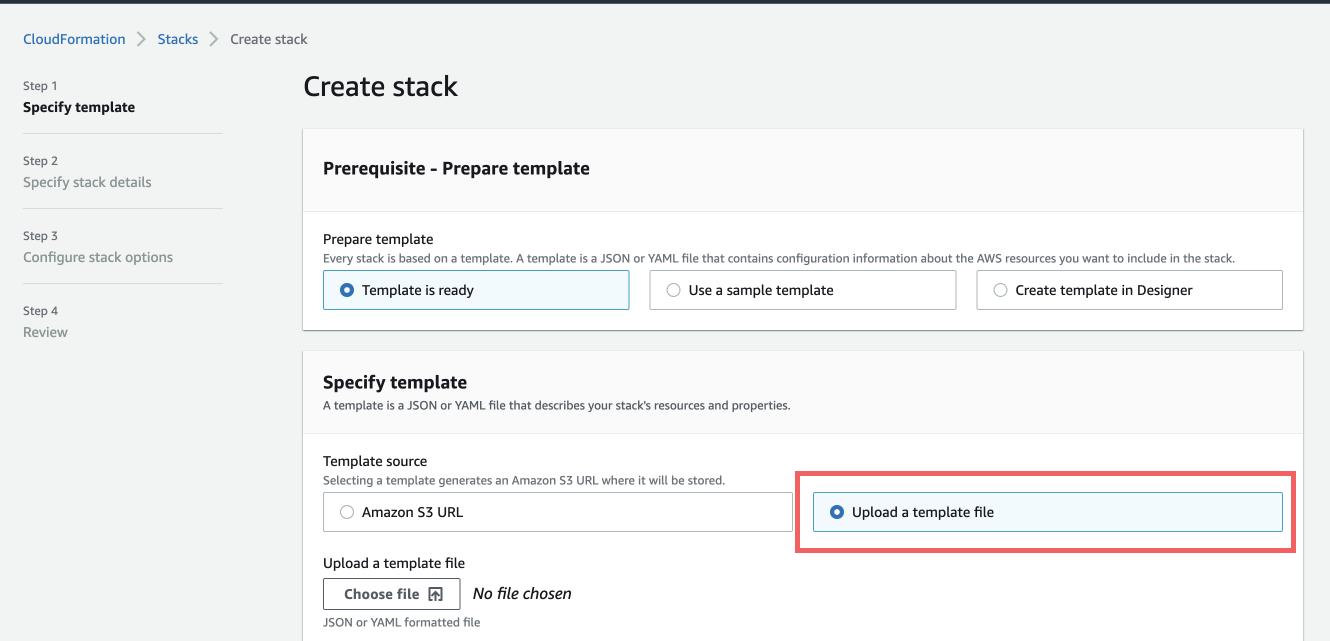 CloudFormation > Stacks > Create stack
Step 1
Specify template
Step 2
Specify stack details
Step 3
Configure stack options
Step 4
Review
Create stack
Prerequisite - Prepare template
Prepare template
Every stack is based on a template. A template is a JSON or YAML file that contains configuration information about the AWS resources you want to include in the stack.
Template is ready
Use a sample template
Create template in Designer
Specify template
A template is a JSON or YAML file that describes your stack's resources and properties.
Template source
Selecting a template generates an Amazon S3 URL where it will be stored.
Amazon S3 URL
Upload a template file
Upload a template file
Choose file No file chosen
JSON or YAML formatted file